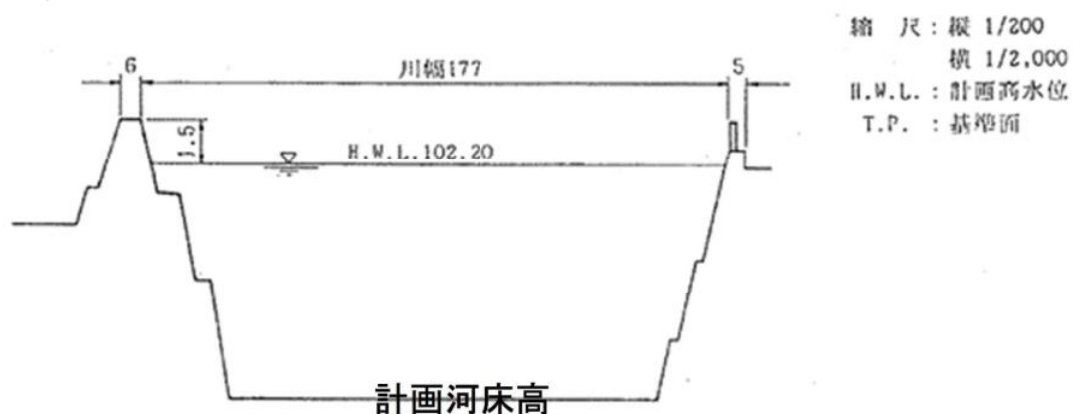 縮 尺 : 縦 1/200
横 1/2,000
H.W.L. : 計画高水位
T.P. : 基準面
6
川幅177
5
1.5
H.W.L.102.20
計画河床高